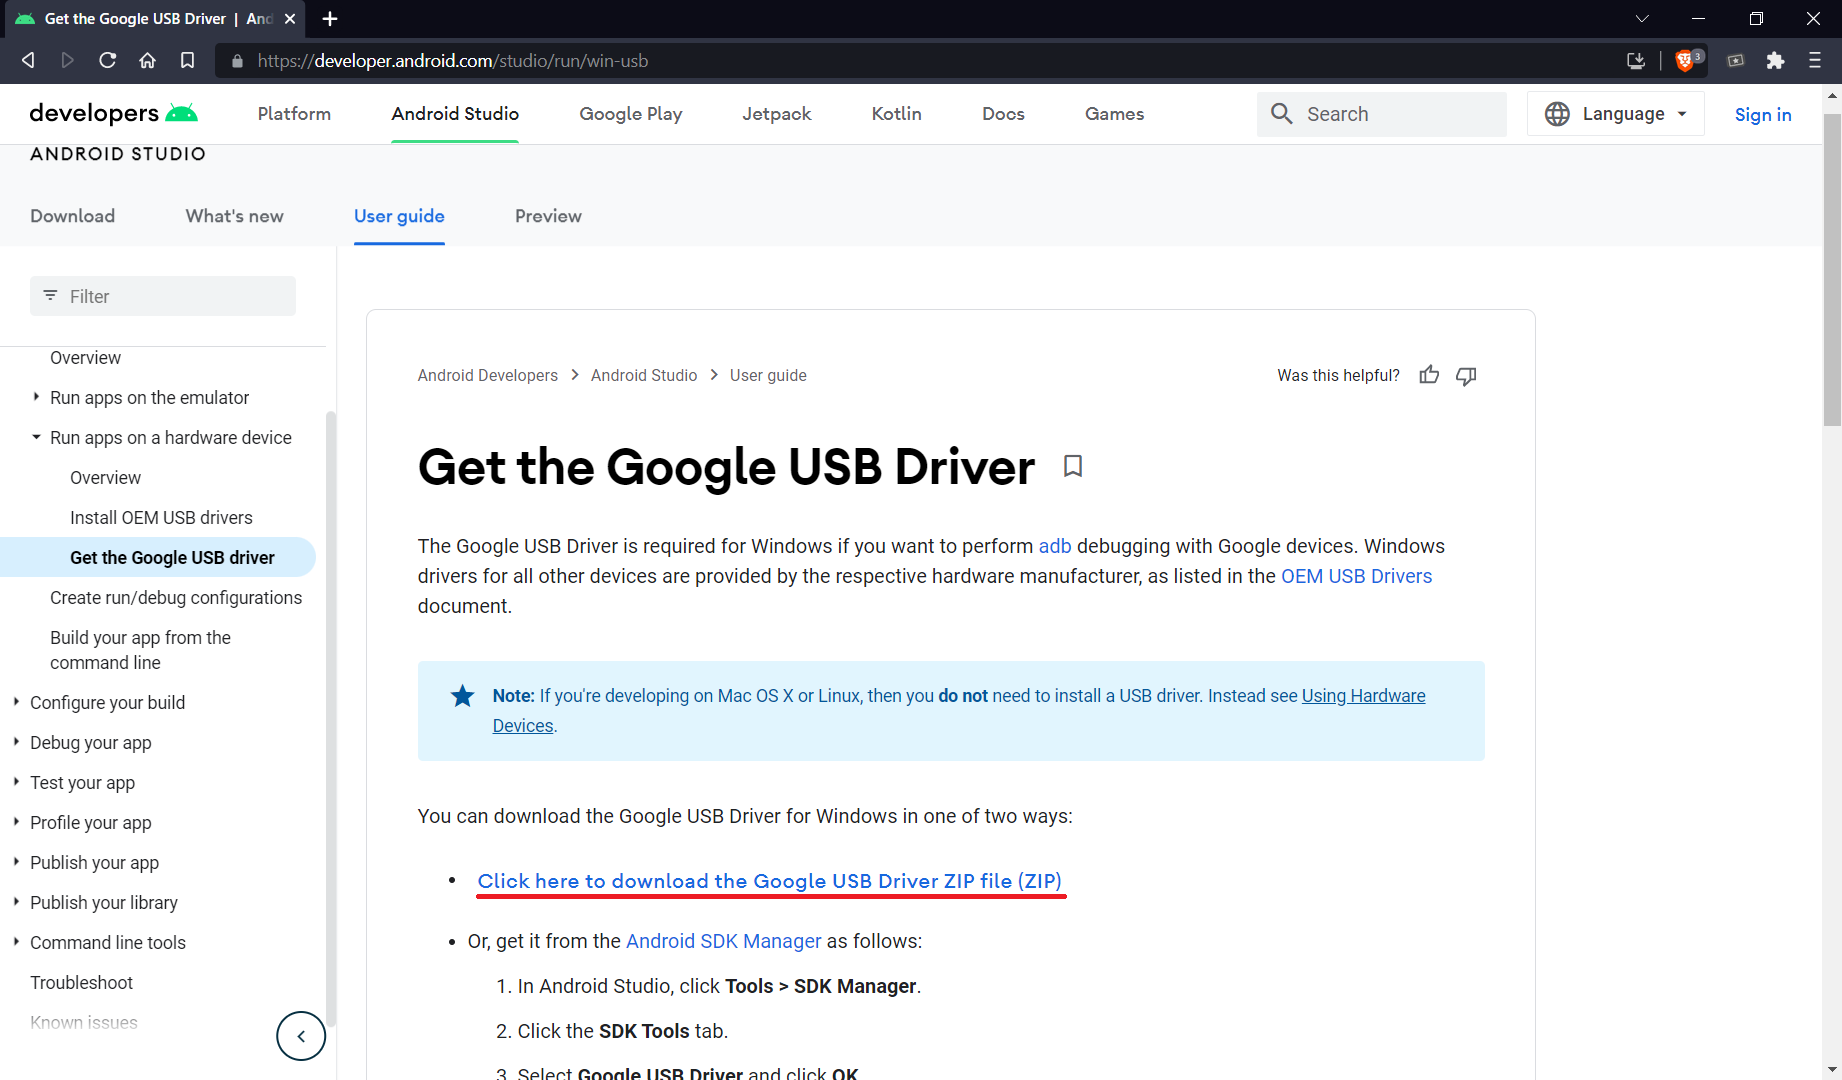 Get the Google USB Driver | And
https://developer.android.com/studio/run/win-usb
3
developers
Platform
Android Studio
Google Play
Jetpack
Kotlin
Docs
Games
Search
Language
Sign in
ANDROID STUDIO
Download
What's new
User guide
Preview
Filter
Overview
Run apps on the emulator
Run apps on a hardware device
Overview
Install OEM USB drivers
Get the Google USB driver
Create run/debug configurations
Build your app from the
command line
Configure your build
Debug your app
Test your app
Profile your app
Publish your app
Publish your library
Command line tools
Troubleshoot
Known issues
Android Developers > Android Studio > User guide
Was this helpful?
Get the Google USB Driver
The Google USB Driver is required for Windows if you want to perform adb debugging with Google devices. Windows
drivers for all other devices are provided by the respective hardware manufacturer, as listed in the OEM USB Drivers
document.
Note: If you're developing on Mac OS X or Linux, then you do not need to install a USB driver. Instead see Using Hardware
Devices.
You can download the Google USB Driver for Windows in one of two ways:
• Click here to download the Google USB Driver ZIP file (ZIP)
• Or, get it from the Android SDK Manager as follows:
1. In Android Studio, click Tools > SDK Manager.
2. Click the SDK Tools tab.
3. Select Google USB Driver and click OK